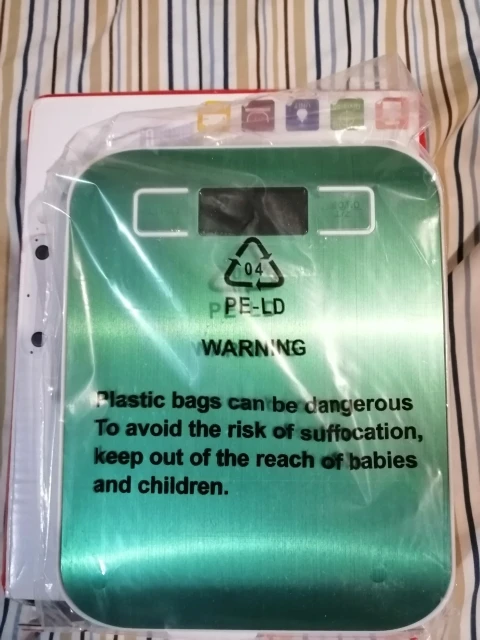 04
PE-LD
WARNING
Plastic bags can be dangerous
To avoid the risk of suffocation,
keep out of the reach of babies
and children.